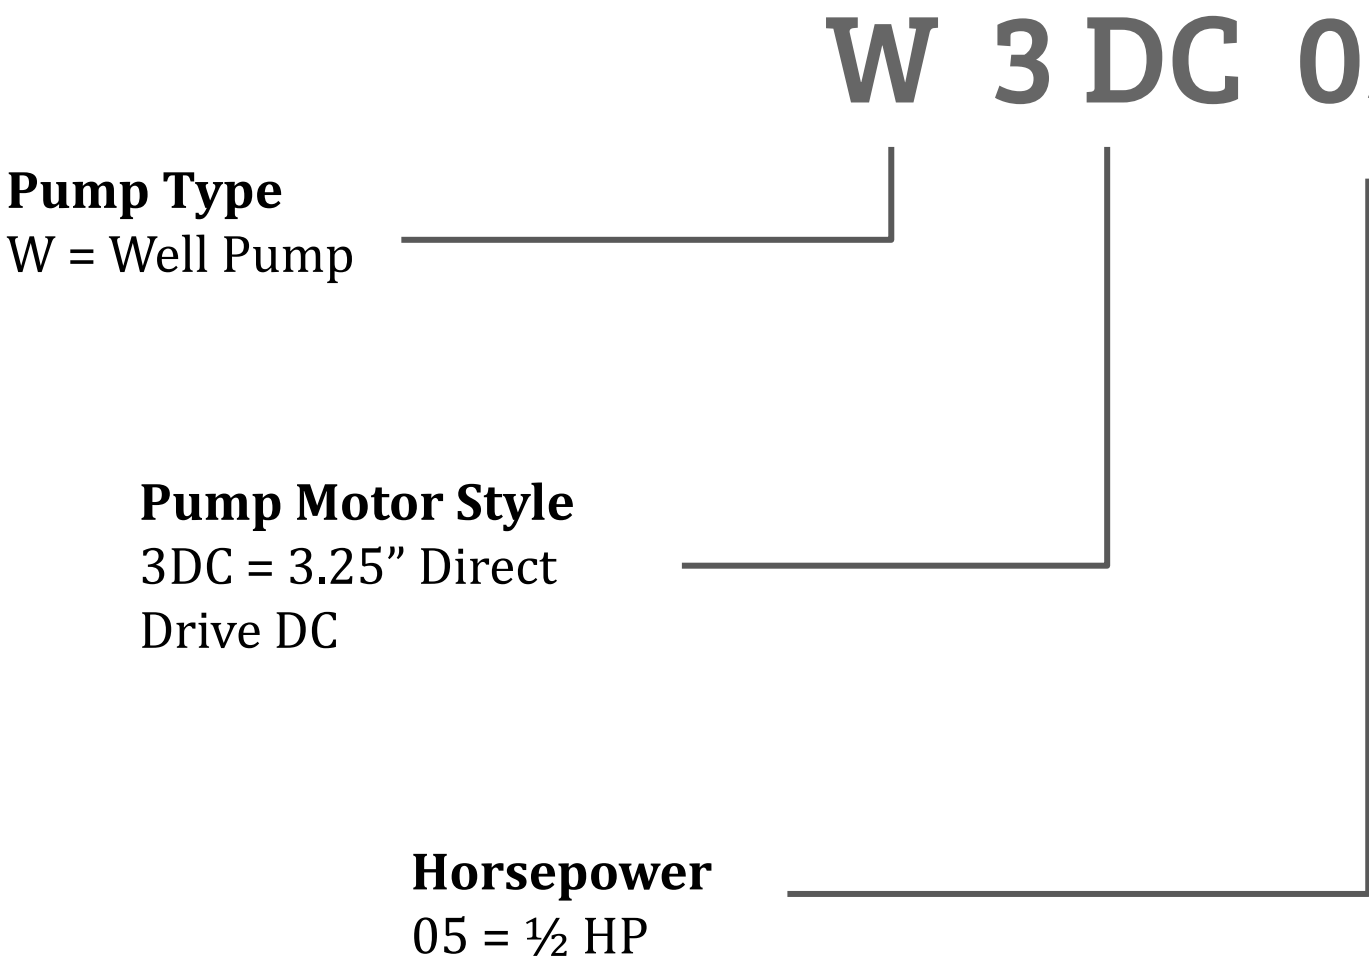 W 3 DC 0
Pump Type
W = Well Pump
Pump Motor Style
3DC = 3.25” Direct
Drive DC
Horsepower
05 = ½ HP